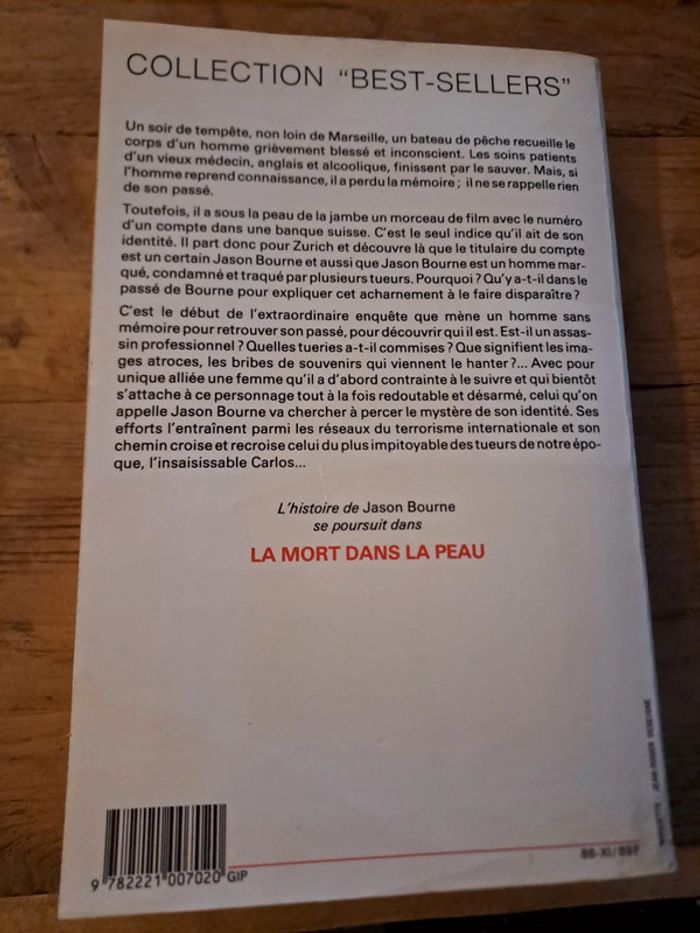 COLLECTION "BEST-SELLERS"
Un soir de tempête, non loin de Marseille, un bateau de pêche recueille le
corps d'un homme grièvement blessé et inconscient. Les soins patients
d'un vieux médecin, anglais et alcoolique, finissent par le sauver. Mais, si
l'homme reprend connaissance, il a perdu la mémoire ; il ne se rappelle rien
de son passé.
Toutefois, il a sous la peau de la jambe un morceau de film avec le numéro
d'un compte dans une banque suisse. C'est le seul indice qu'il ait de son
identité. Il part donc pour Zurich et découvre là que le titulaire du compte
est un certain Jason Bourne et aussi que Jason Bourne est un homme mar-
qué, condamné et traqué par plusieurs tueurs. Pourquoi ? Qu'y a-t-il dans le
passé de Bourne pour expliquer cet acharnement à le faire disparaître ?
C'est le début de l'extraordinaire enquête que mène un homme sans
mémoire pour retrouver son passé, pour découvrir qui il est. Est-il un assas-
sin professionnel ? Quelles tueries a-t-il commises ? Que signifient les ima-
ges atroces, les bribes de souvenirs qui viennent le hanter ?... Avec pour
unique alliée une femme qu'il a d'abord contrainte à le suivre et qui bientôt
s'attache à ce personnage tout à la fois redoutable et désarmé, celui qu'on
appelle Jason Bourne va chercher à percer le mystère de son identité. Ses
efforts l'entraînent parmi les réseaux du terrorisme internationale et son
chemin croise et recroise celui du plus impitoyable des tueurs de notre épo-
que, l'insaisissable Carlos...
L'histoire de Jason Bourne
se poursuit dans
LA MORT DANS LA PEAU
MAQUETTE : JEAN-ROGER DESEIGNE
9 782221 007020 GIP